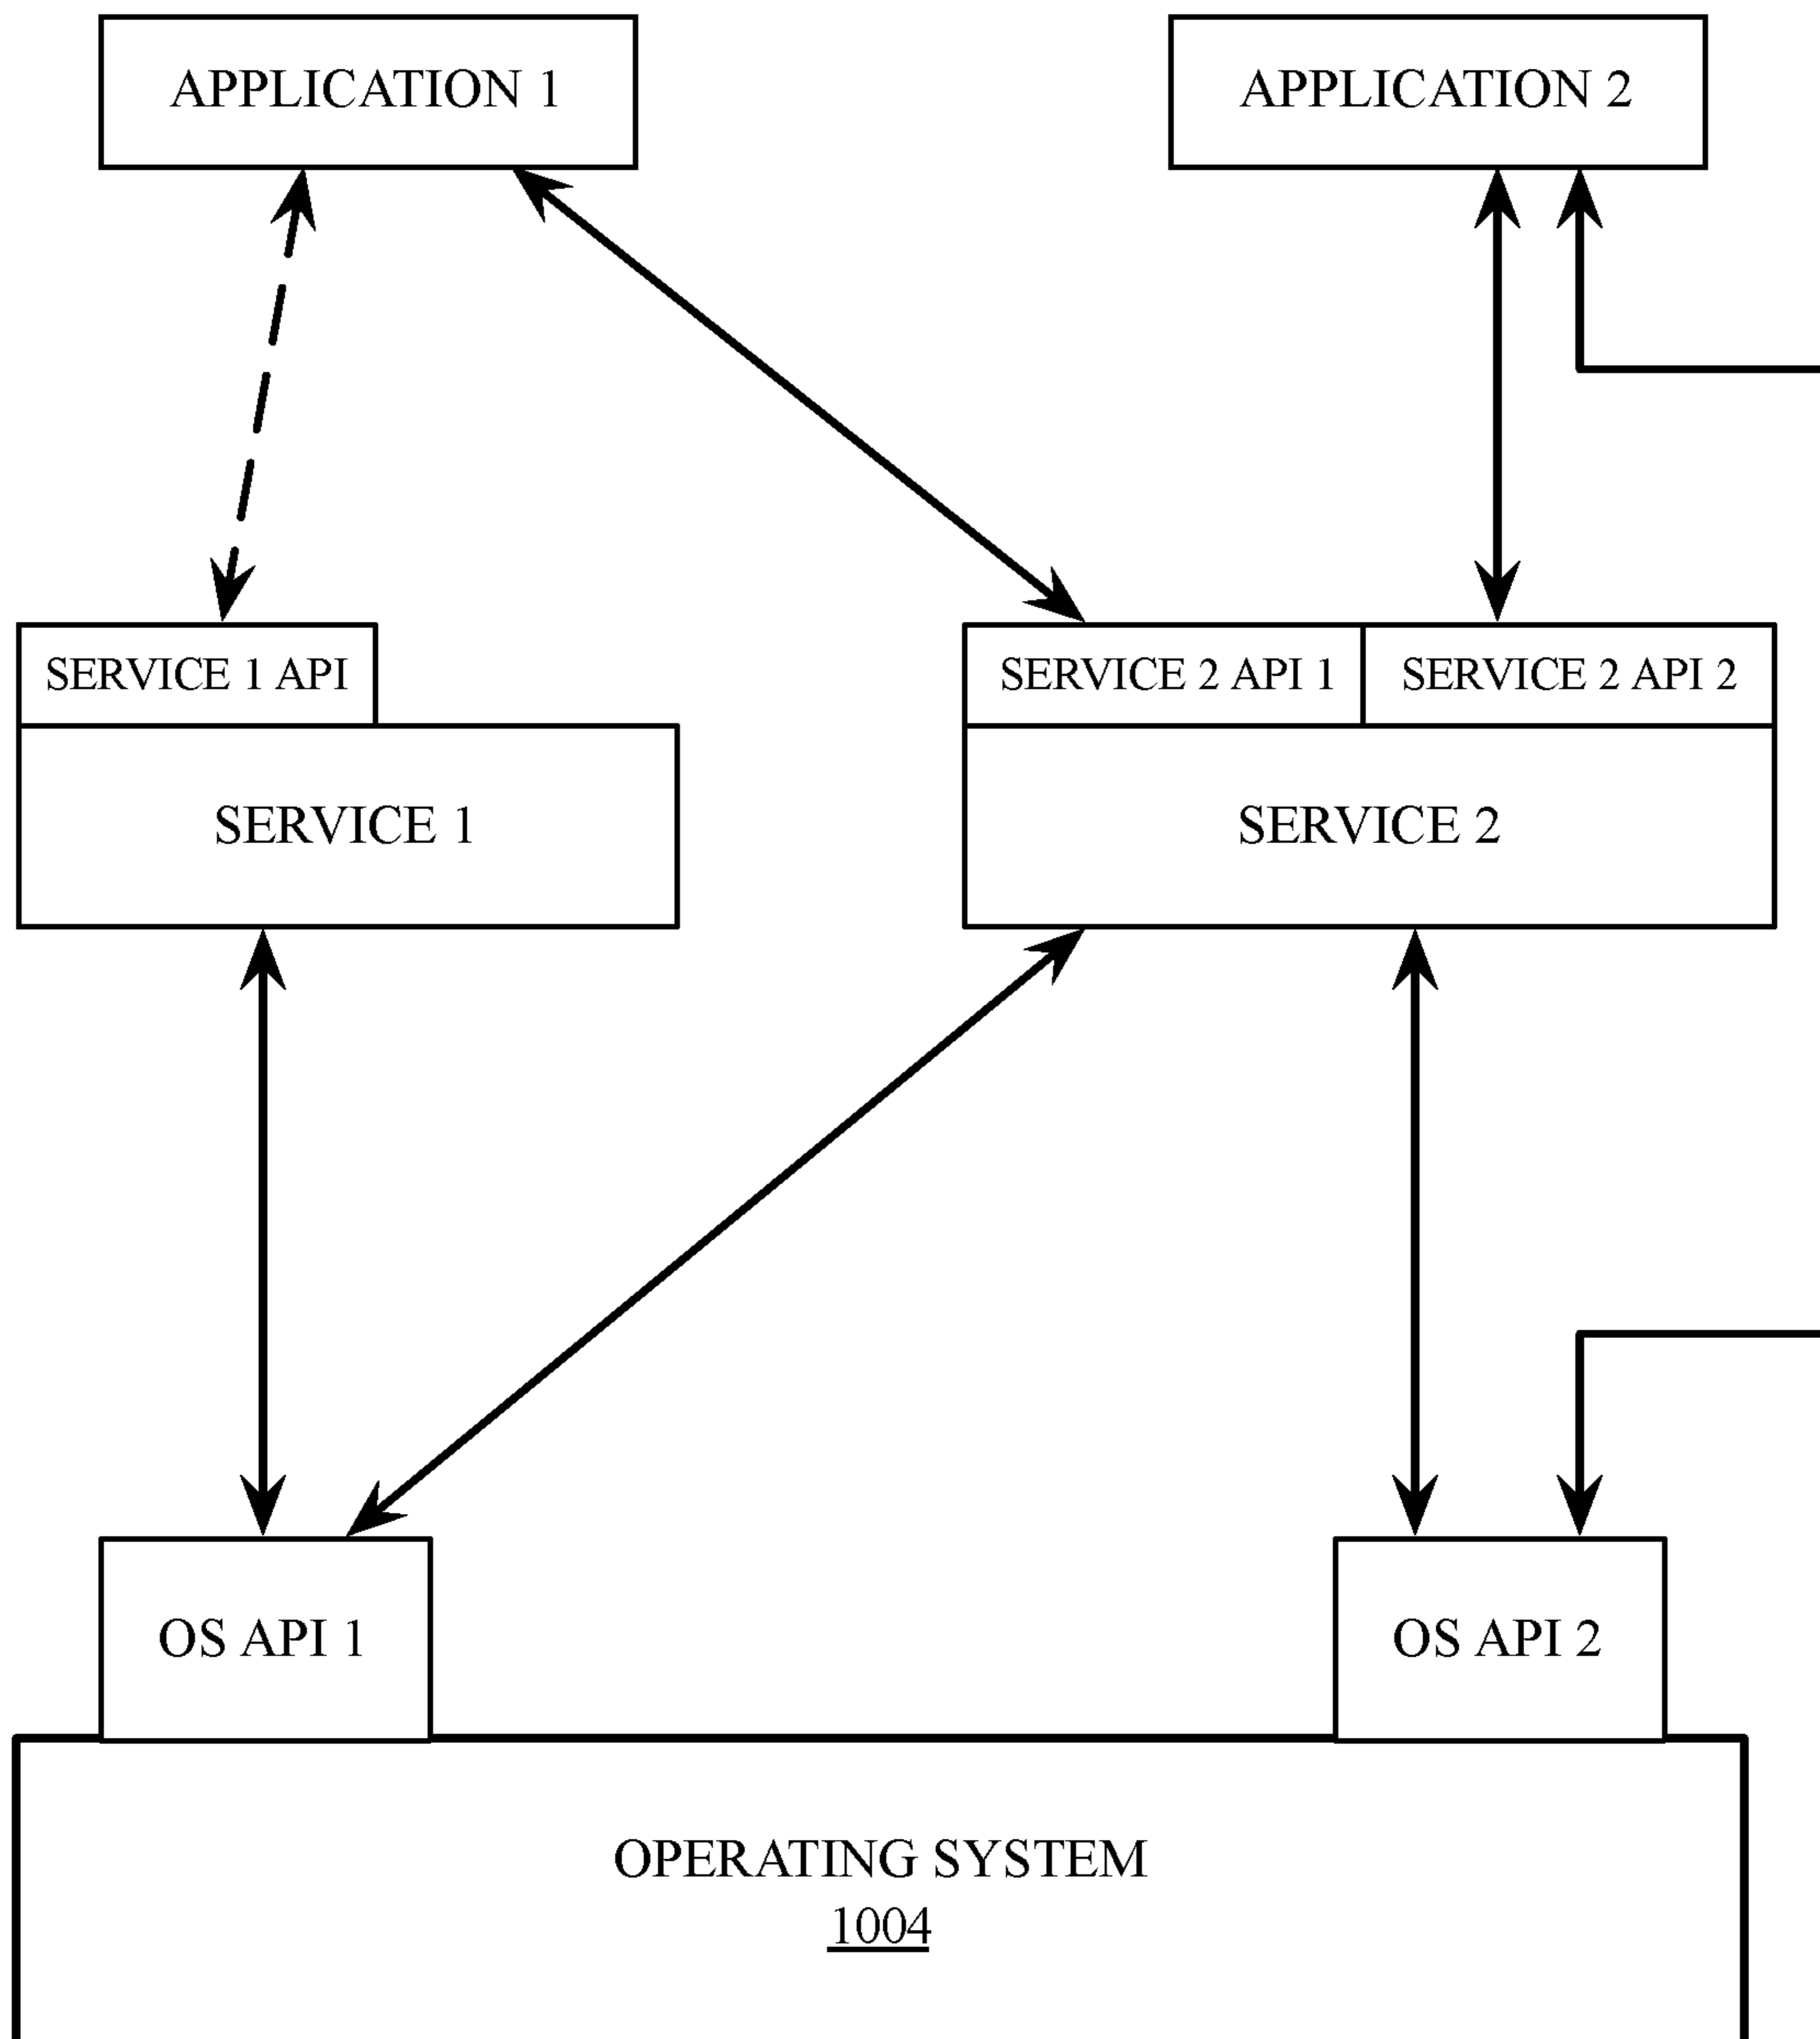 APPLICATION 1
APPLICATION 2
SERVICE 1 API
SERVICE 2 API 1
SERVICE 2 API 2
SERVICE 1
SERVICE 2
OS API 1
OS API 2
OPERATING SYSTEM
1004